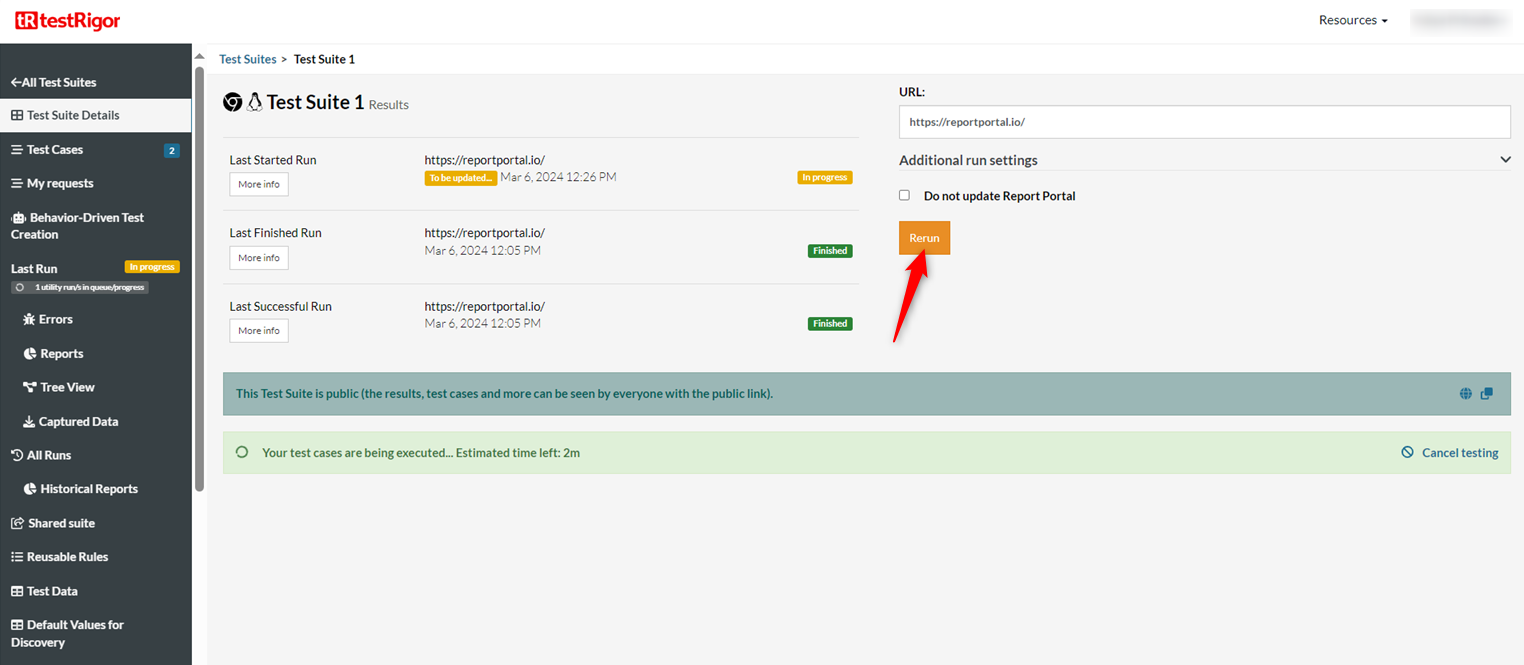 tR testRigor
Resources
←All Test Suites
Test Suite Details
Test Cases 2
My requests
Behavior-Driven Test
Creation
Last Run In progress
1 utility run/s in queue/progress
Errors
Reports
Tree View
Captured Data
All Runs
Historical Reports
Shared suite
Reusable Rules
Test Data
Default Values for
Discovery
Test Suites > Test Suite 1
Test Suite 1 Results
Last Started Run https://reportportal.io/
More info To be updated... Mar 6, 2024 12:26 PM In progress
Last Finished Run https://reportportal.io/
More info Mar 6, 2024 12:05 PM Finished
Last Successful Run https://reportportal.io/
More info Mar 6, 2024 12:05 PM Finished
URL:
https://reportportal.io/
Additional run settings
Do not update Report Portal
Rerun
This Test Suite is public (the results, test cases and more can be seen by everyone with the public link).
Your test cases are being executed... Estimated time left: 2m Cancel testing